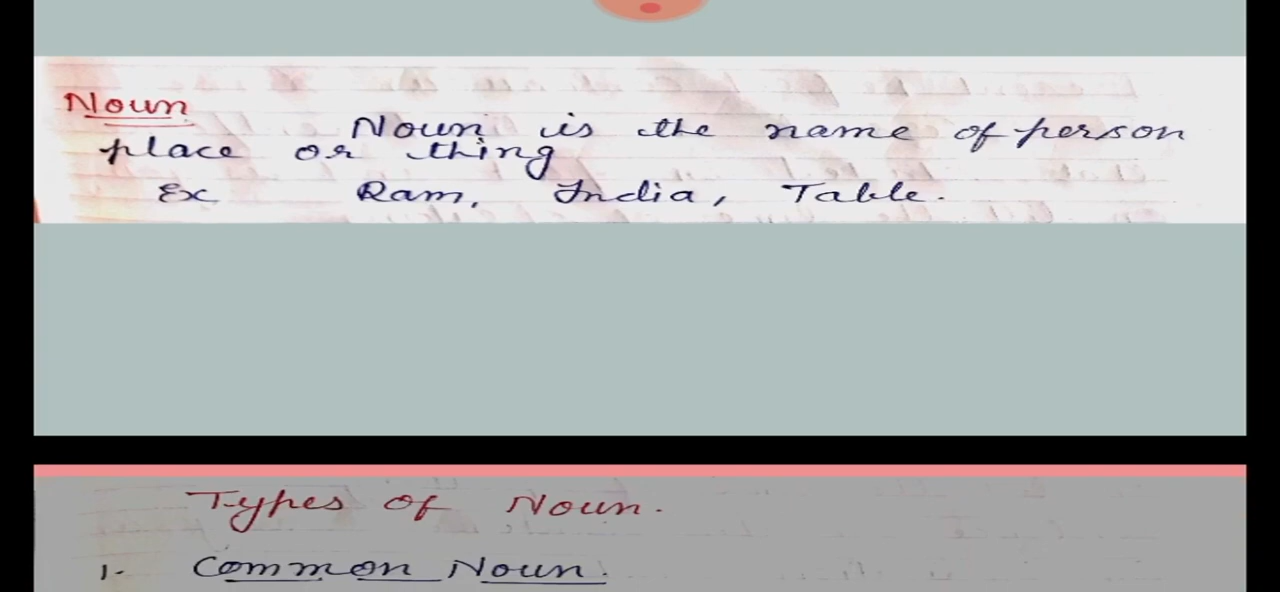 Noun
Noun is the name of person
place or thing
Ex Ram, India, Table.
Types of Noun.
1- Common Noun.